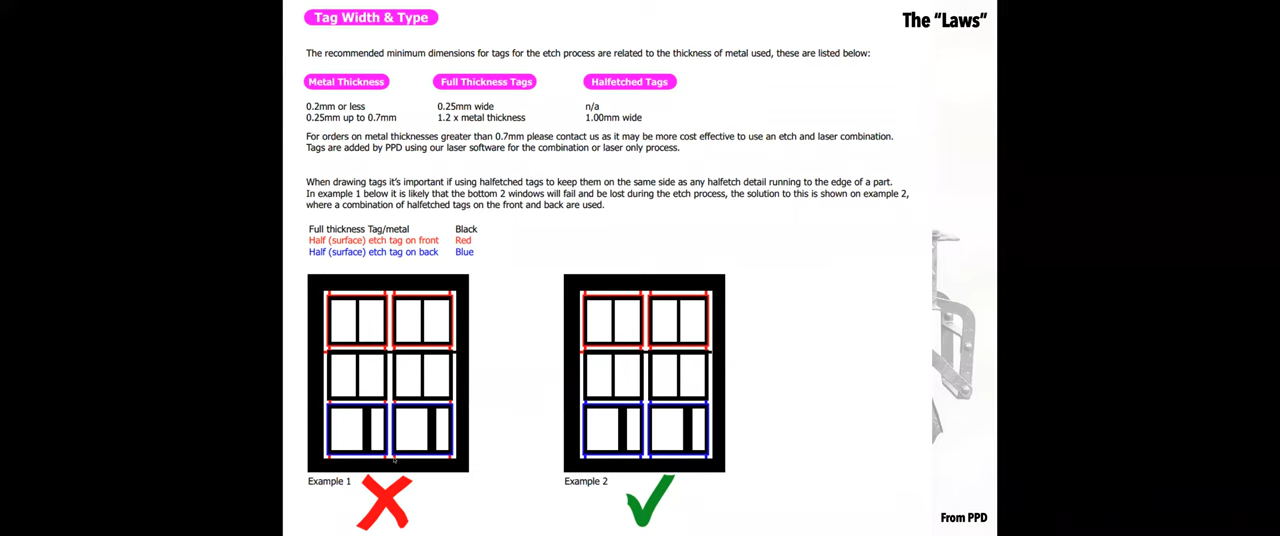 Tag Width & Type
The “Laws”
The recommended minimum dimensions for tags for the etch process are related to the thickness of metal used, these are listed below:
Metal Thickness Full Thickness Tags Halfetched Tags
0.2mm or less 0.25mm wide n/a
0.25mm up to 0.7mm 1.2 x metal thickness 1.00mm wide
For orders on metal thicknesses greater than 0.7mm please contact us as it may be more cost effective to use an etch and laser combination.
Tags are added by PPD using our laser software for the combination or laser only process.
When drawing tags it’s important if using halfetched tags to keep them on the same side as any halfetch detail running to the edge of a part.
In example 1 below it is likely that the bottom 2 windows will fail and be lost during the etch process, the solution to this is shown on example 2,
where a combination of halfetched tags on the front and back are used.
Full thickness Tag/metal Black
Half (surface) etch tag on front Red
Half (surface) etch tag on back Blue
Example 1 Example 2
From PPD